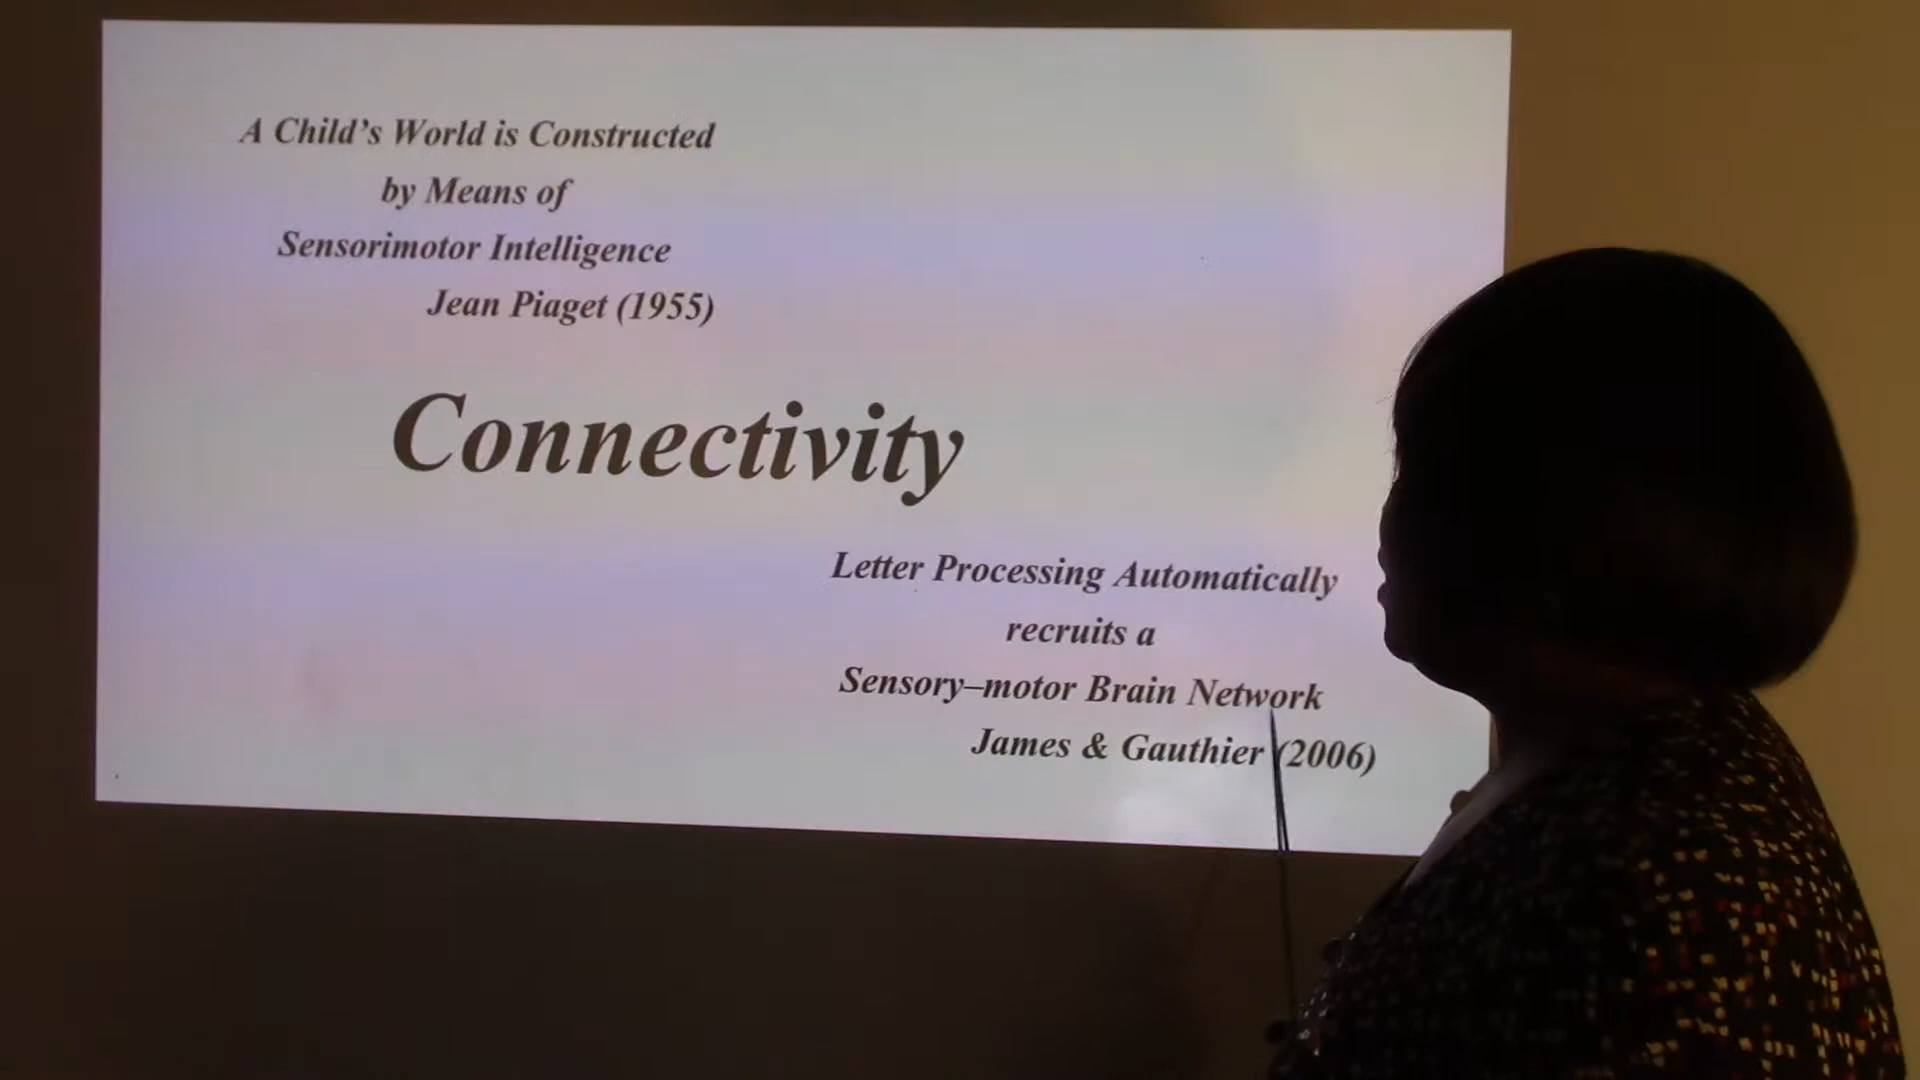 A Child's World is Constructed
by Means of
Sensorimotor Intelligence
Jean Piaget (1955)
Connectivity
Letter Processing Automatically
recruits a
Sensory–motor Brain Network
James & Gauthier (2006)